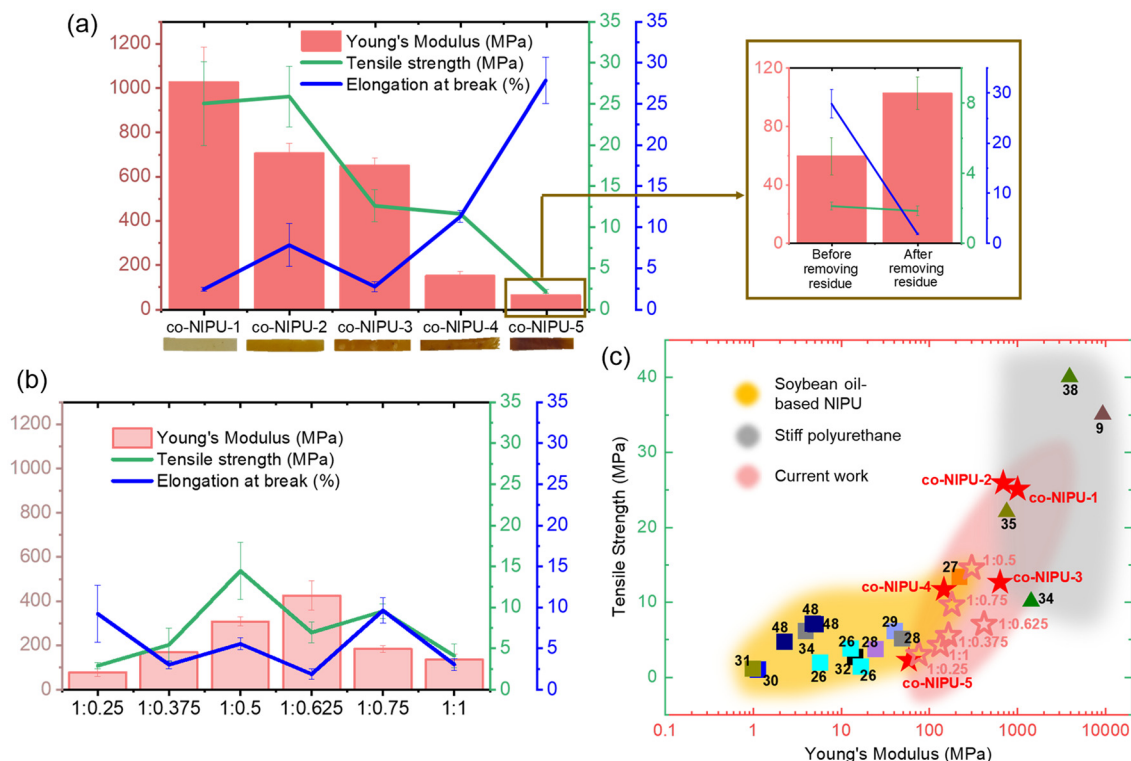 (a)
Young's Modulus (MPa)
Tensile strength (MPa)
Elongation at break (%)
1200
1000
800
600
400
200
0
35
30
25
20
15
10
5
0
35
30
25
20
15
10
5
0
co-NIPU-1 co-NIPU-2 co-NIPU-3 co-NIPU-4 co-NIPU-5
120
90
60
30
0
8
4
0
30
20
10
0
Before
removing
residue
After
removing
residue
(b)
Young's Modulus (MPa)
Tensile strength (MPa)
Elongation at break (%)
1200
1000
800
600
400
200
0
35
30
25
20
15
10
5
0
35
30
25
20
15
10
5
0
1:0.25 1:0.375 1:0.5 1:0.625 1:0.75 1:1
(c)
Tensile Strength (MPa)
40
30
20
10
0
Soybean oil-
based NIPU
Stiff polyurethane
Current work
38
9
co-NIPU-2
co-NIPU-1
35
27
1:0.5
co-NIPU-4
co-NIPU-3
1:0.75
34
1:0.625
48
48
29
1:0.375
34
26
28
28
1:1
31
30
26
32
26
1:0.25
co-NIPU-5
0.1 1 10 100 1000 10000
Young's Modulus (MPa)